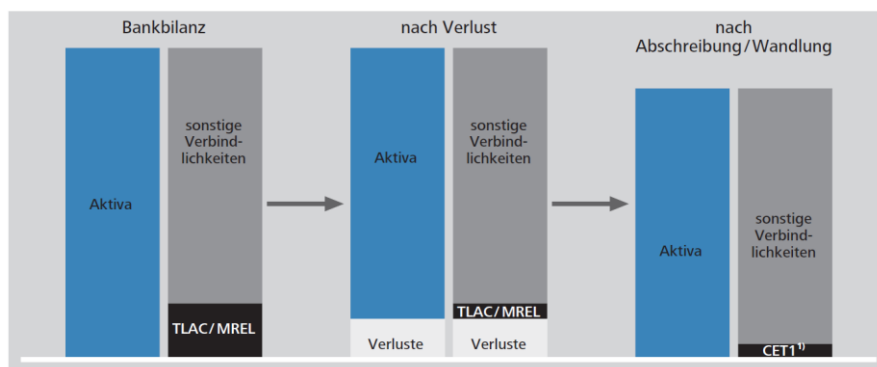 Bankbilanz
nach Verlust
nach
Abschreibung/Wandlung
Aktiva
sonstige
Verbind-
lichkeiten
TLAC/MREL
Aktiva
Verluste
sonstige
Verbind-
lichkeiten
TLAC/MREL
Verluste
Aktiva
sonstige
Verbind-
lichkeiten
CET1¹⁾